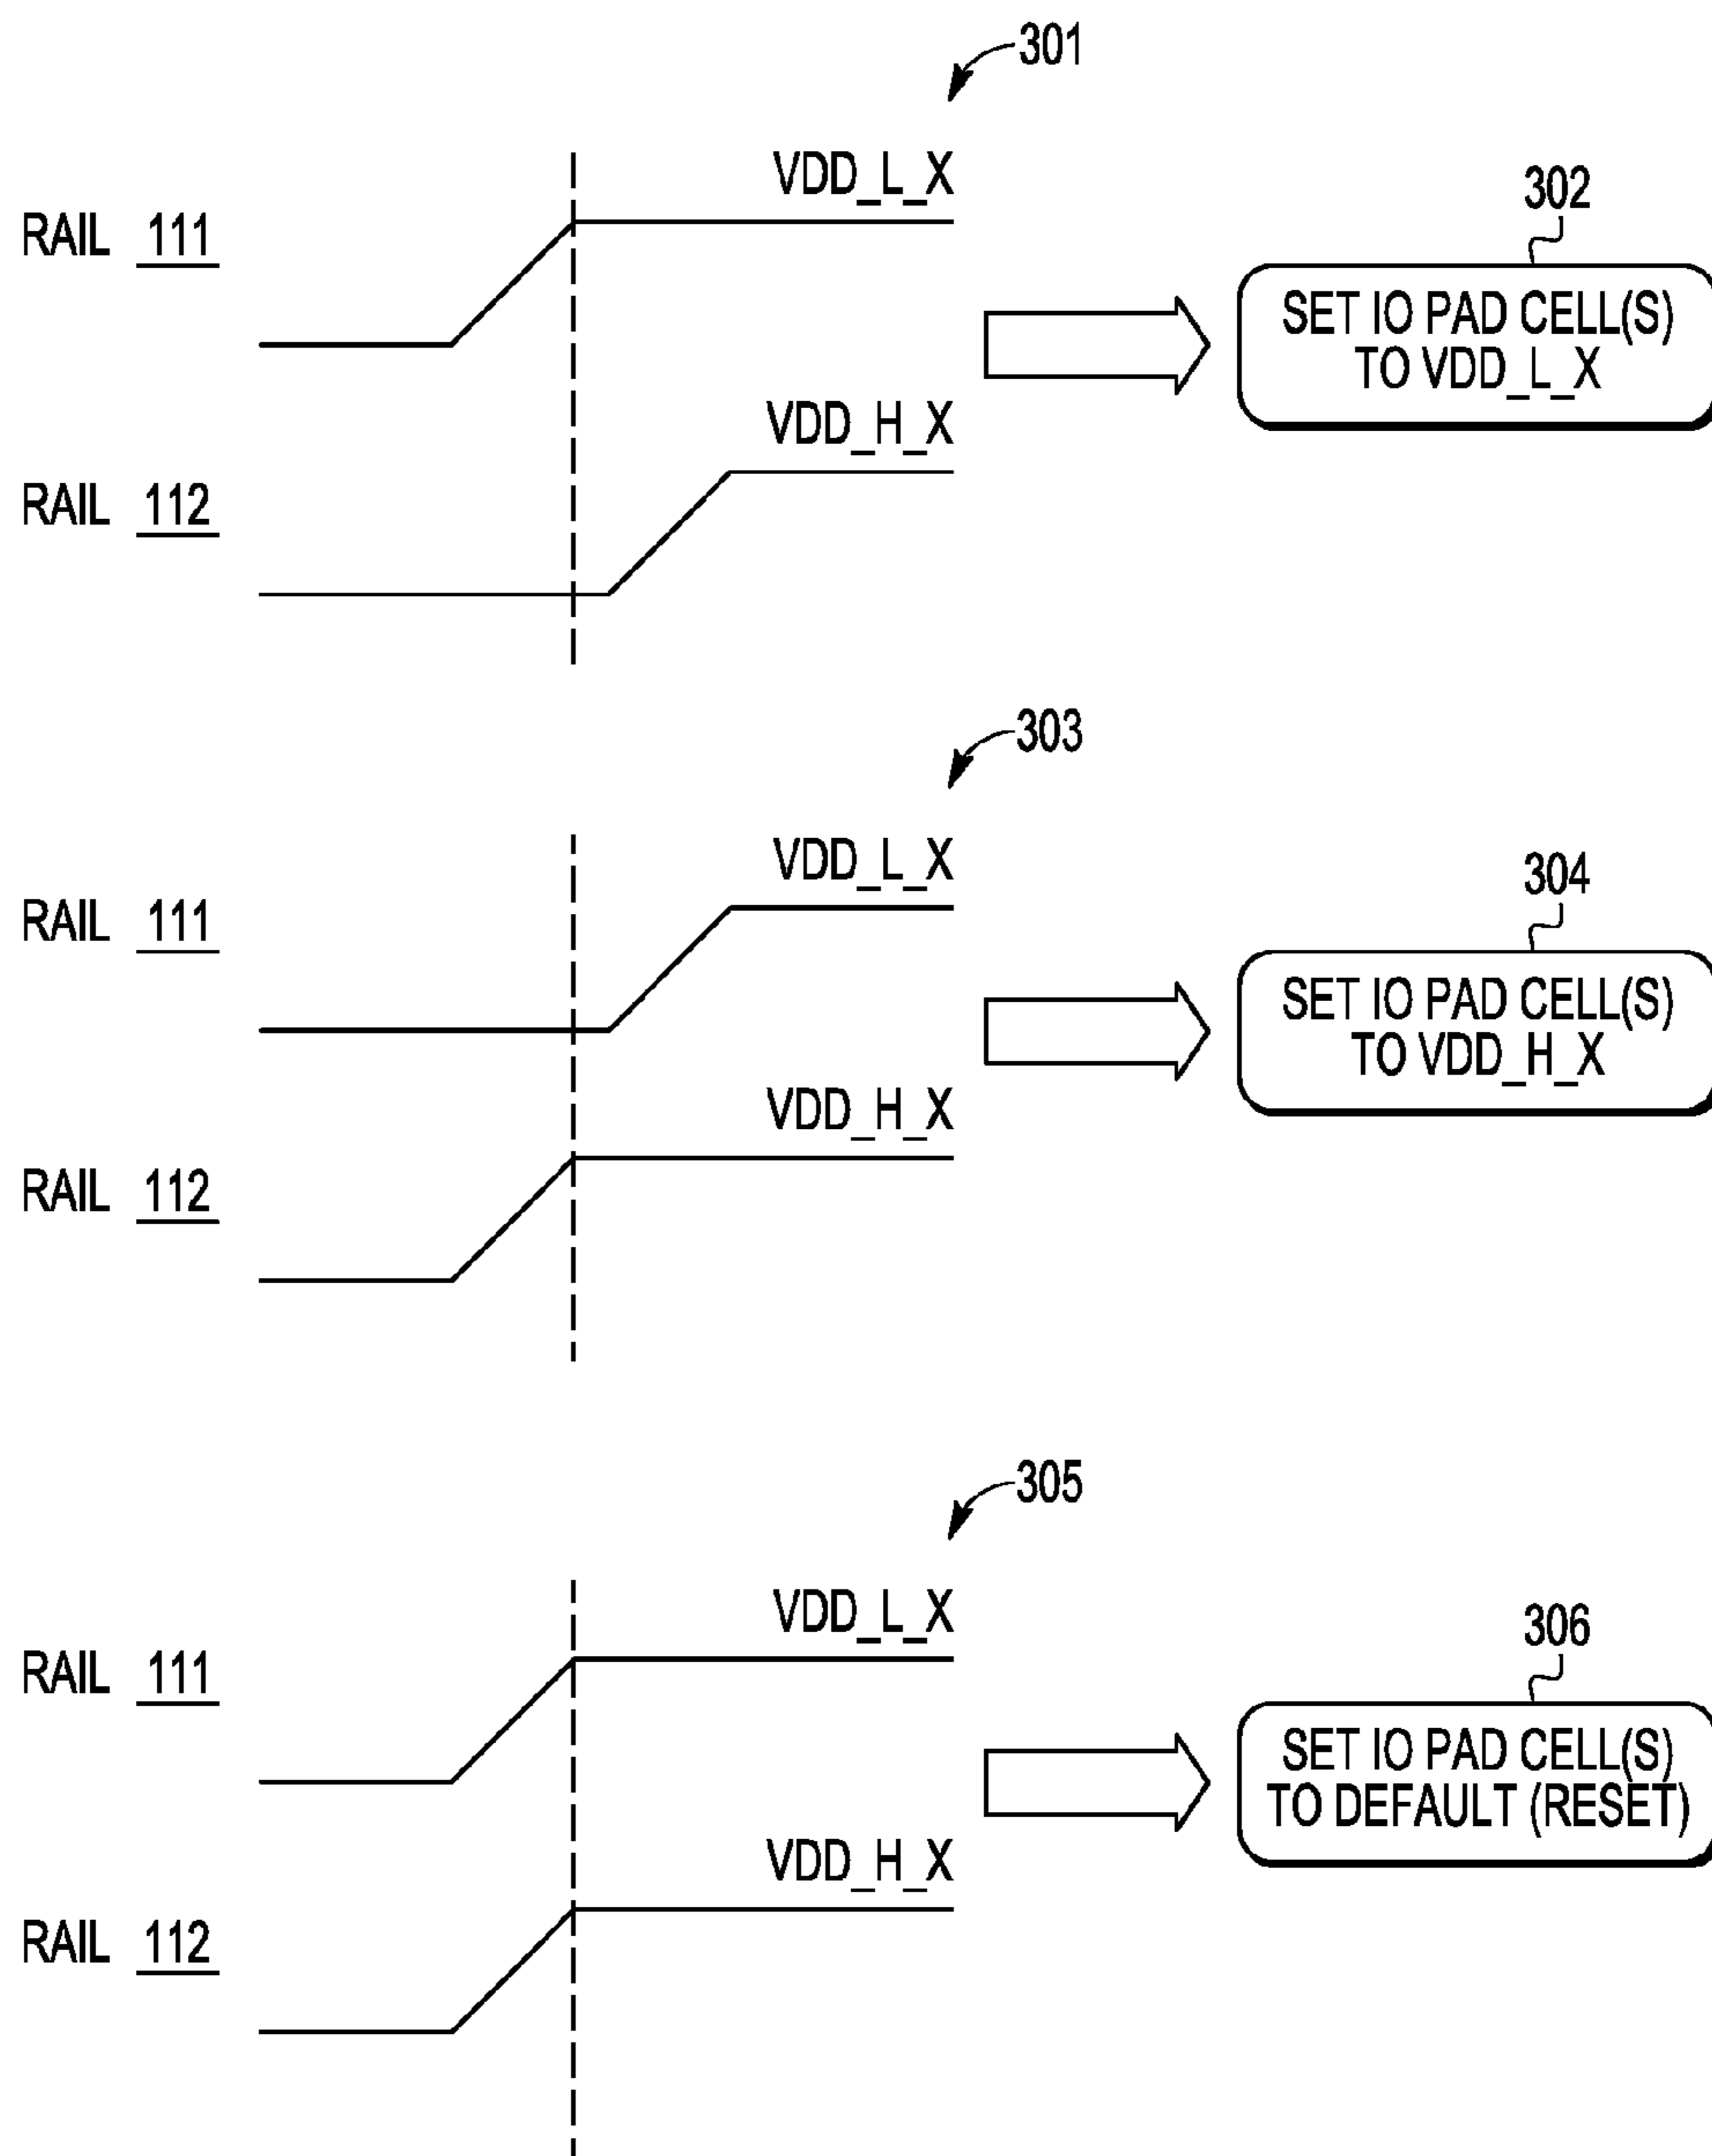 301
VDD_L_X
RAIL 111
302
SET IO PAD CELL(S)
TO VDD_L_X
VDD_H_X
RAIL 112
303
VDD_L_X
RAIL 111
304
SET IO PAD CELL(S)
TO VDD_H_X
VDD_H_X
RAIL 112
305
VDD_L_X
RAIL 111
306
SET IO PAD CELL(S)
TO DEFAULT (RESET)
VDD_H_X
RAIL 112